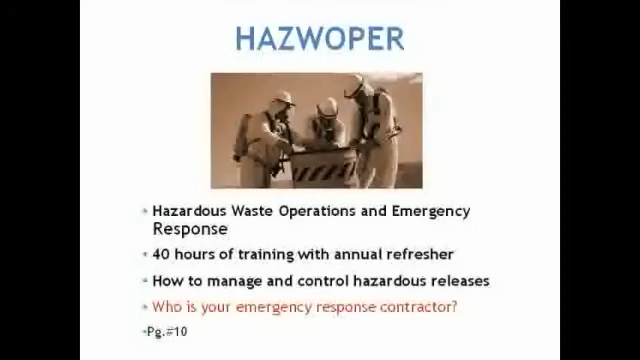 HAZWOPER
Hazardous Waste Operations and Emergency
Response
40 hours of training with annual refresher
How to manage and control hazardous releases
Who is your emergency response contractor?
Pg.#10